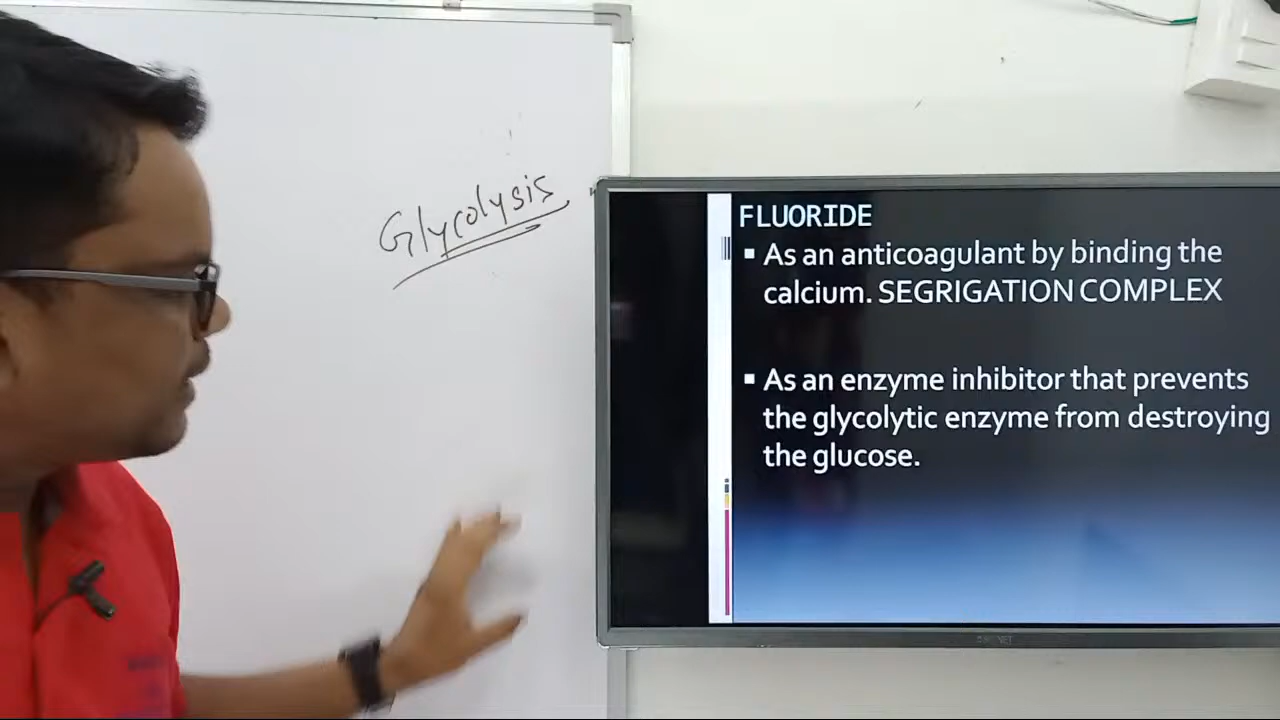 Glycolysis
FLUORIDE
▪ As an anticoagulant by binding the
calcium. SEGRIGATION COMPLEX
▪ As an enzyme inhibitor that prevents
the glycolytic enzyme from destroying
the glucose.